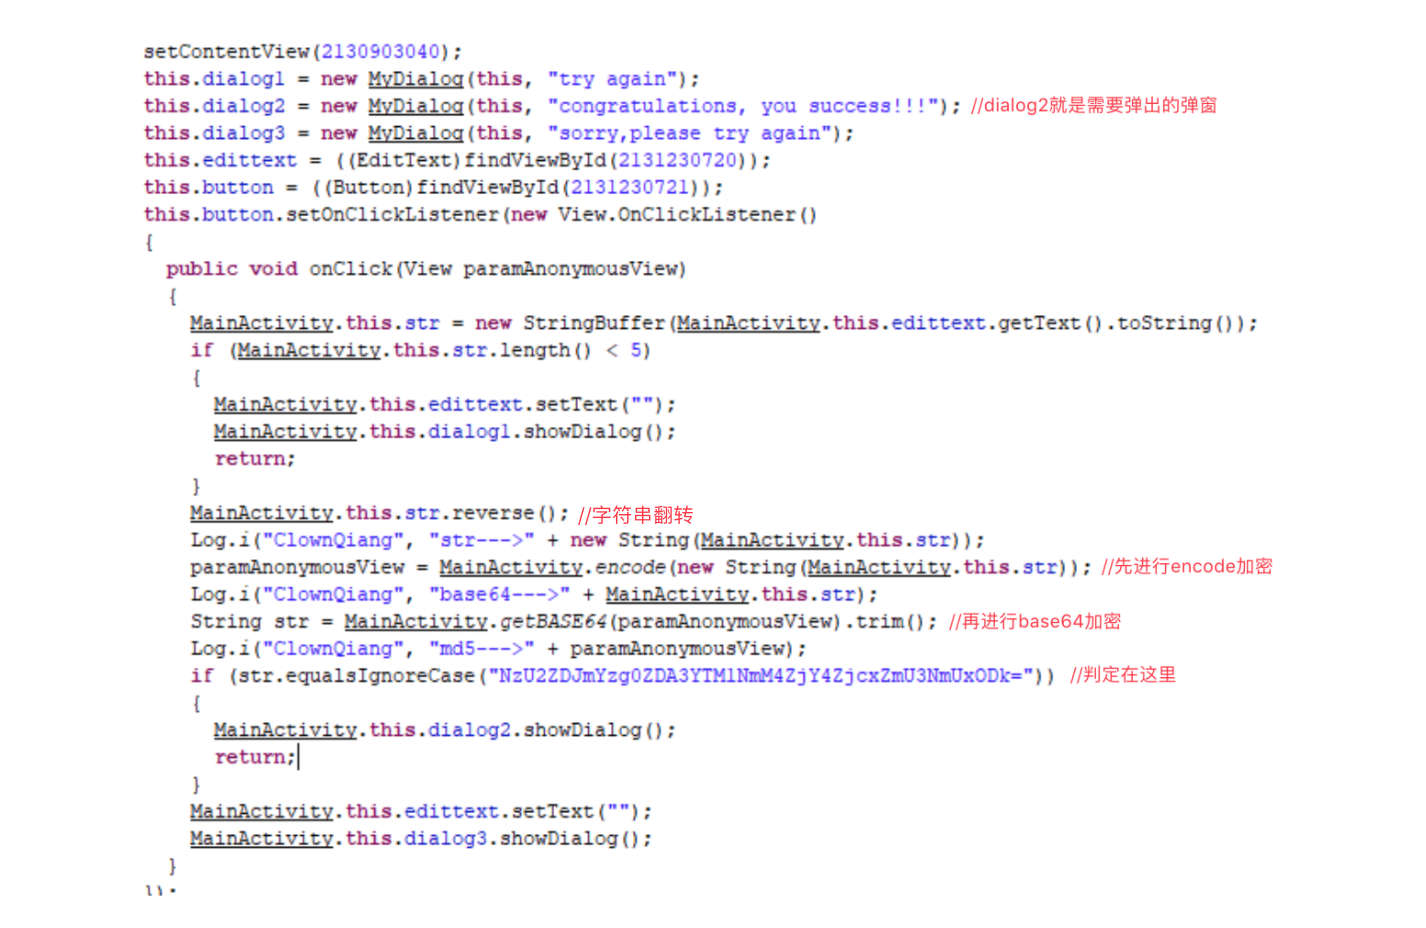 setContentView(2130903040);
this.dialog1 = new MyDialog(this, "try again");
this.dialog2 = new MyDialog(this, "congratulations, you success!!!"); //dialog2就是需要弹出的弹窗
this.dialog3 = new MyDialog(this, "sorry,please try again");
this.edittext = ((EditText)findViewById(2131230720));
this.button = ((Button)findViewById(2131230721));
this.button.setOnClickListener(new View.OnClickListener()
{
public void onClick(View paramAnonymousView)
{
MainActivity.this.str = new StringBuffer(MainActivity.this.edittext.getText().toString());
if (MainActivity.this.str.length() < 5)
{
MainActivity.this.edittext.setText("");
MainActivity.this.dialog1.showDialog();
return;
}
MainActivity.this.str.reverse(); //字符串翻转
Log.i("ClownQiang", "str--->" + new String(MainActivity.this.str));
paramAnonymousView = MainActivity.encode(new String(MainActivity.this.str)); //先进行encode加密
Log.i("ClownQiang", "base64--->" + MainActivity.this.str);
String str = MainActivity.getBASE64(paramAnonymousView).trim(); //再进行base64加密
Log.i("ClownQiang", "md5--->" + paramAnonymousView);
if (str.equalsIgnoreCase("NzU2ZDJmYzg0ZDA3YTM1NmM4ZjY4ZjcxZmU3NmUxODk=")) //判定在这里
{
MainActivity.this.dialog2.showDialog();
return;
}
MainActivity.this.edittext.setText("");
MainActivity.this.dialog3.showDialog();
}
});